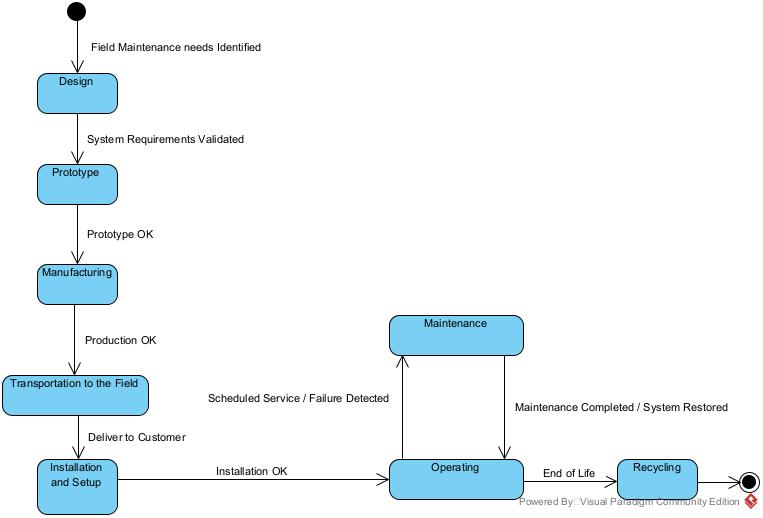 Field Maintenance needs Identified
Design
System Requirements Validated
Prototype
Prototype OK
Manufacturing
Production OK
Maintenance
Transportation to the Field
Scheduled Service / Failure Detected
Maintenance Completed / System Restored
Deliver to Customer
Installation
and Setup
Installation OK
Operating
End of Life
Recycling
Powered By Visual Paradigm Community Edition